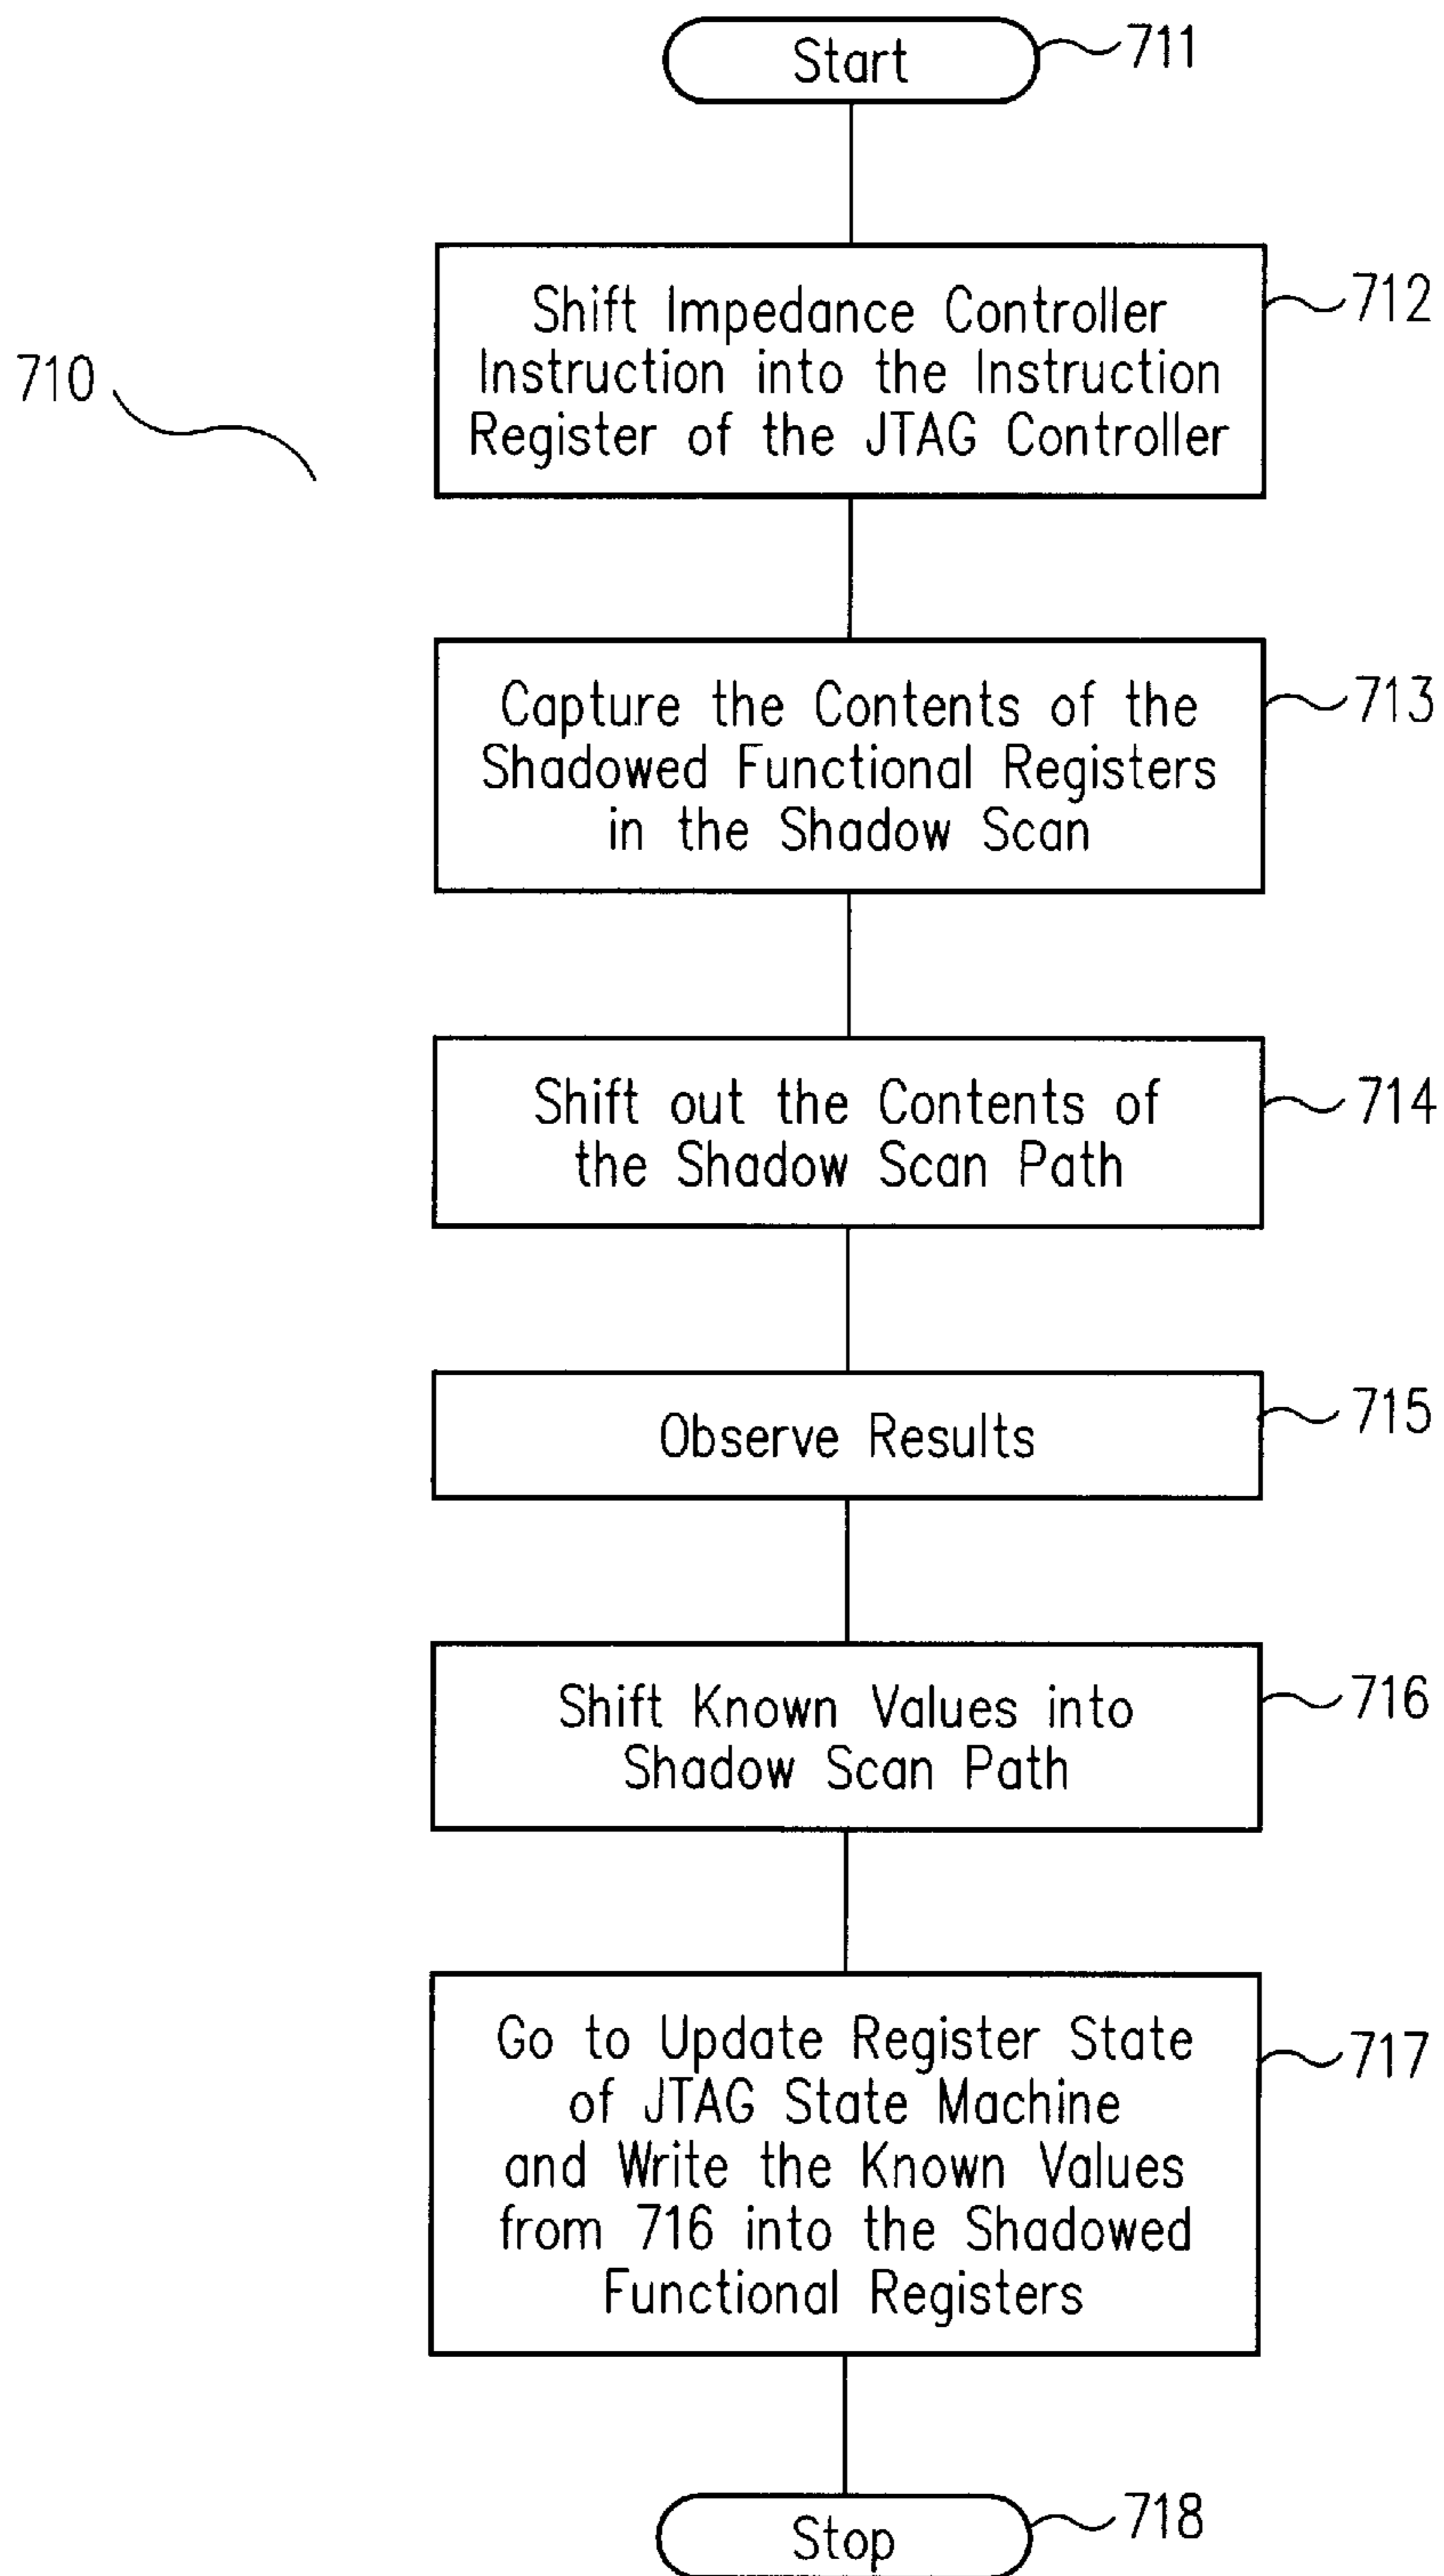 Start
711
710
Shift Impedance Controller
Instruction into the Instruction
Register of the JTAG Controller
712
Capture the Contents of the
Shadowed Functional Registers
in the Shadow Scan
713
Shift out the Contents of
the Shadow Scan Path
714
Observe Results
715
Shift Known Values into
Shadow Scan Path
716
Go to Update Register State
of JTAG State Machine
and Write the Known Values
from 716 into the Shadowed
Functional Registers
717
Stop
718